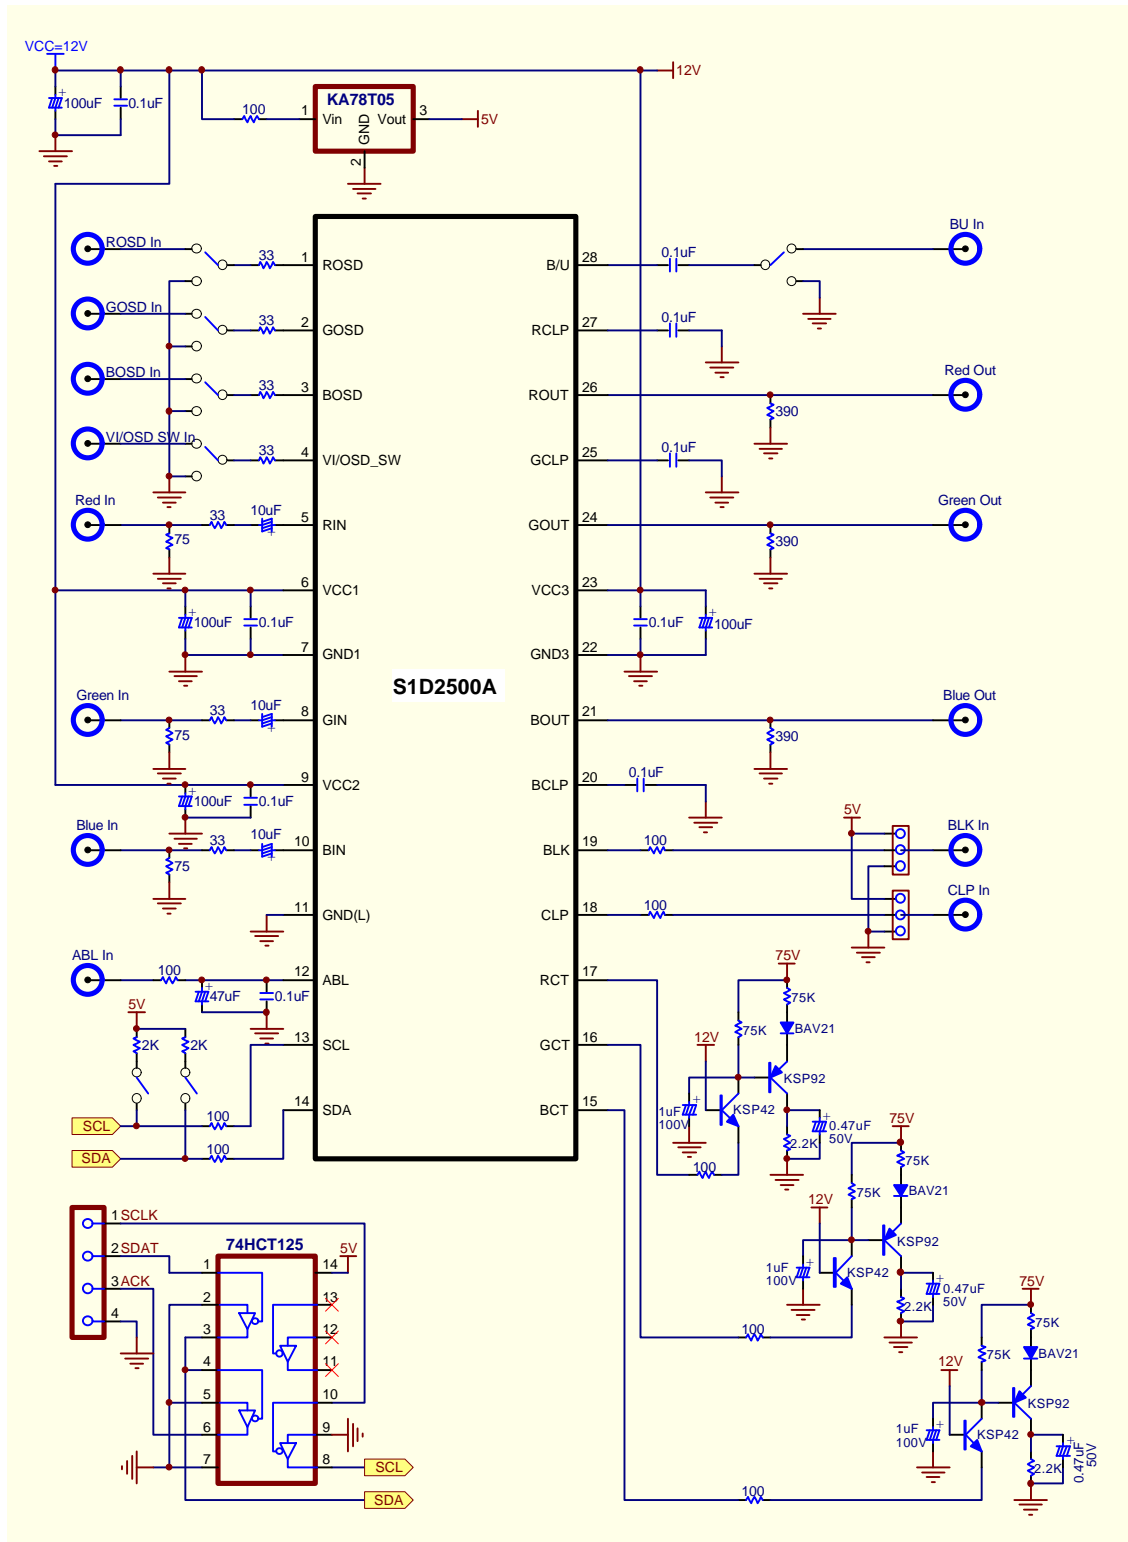 VCC=12V
12V
100uF
0.1uF
100
1
KA78T05
Vin
GND
Vout
2
3
5V
ROSD In
33
1
ROSD
GOSD In
33
2
GOSD
BOSD In
33
3
BOSD
VI/OSD SW In
33
4
VI/OSD_SW
Red In
33
10uF
+
5
RIN
75
6
VCC1
+
100uF
0.1uF
7
GND1
Green In
33
10uF
+
8
GIN
75
9
VCC2
+
100uF
0.1uF
Blue In
33
10uF
+
10
BIN
75
11
GND(L)
ABL In
100
12
ABL
+
47uF
0.1uF
5V
2K
2K
13
SCL
14
SDA
SCL
100
SDA
100
S1D2500A
B/U
28
0.1uF
BU In
RCLP
27
0.1uF
ROUT
26
Red Out
390
GCLP
25
0.1uF
GOUT
24
Green Out
390
VCC3
23
0.1uF
+
100uF
GND3
22
BOUT
21
Blue Out
390
BCLP
20
0.1uF
5V
BLK
19
100
BLK In
CLP
18
100
CLP In
RCT
17
GCT
16
BCT
15
75V
75K
75K
BAV21
12V
KSP92
+
1uF
100V
KSP42
+
0.47uF
50V
2.2K
100
75V
75K
75K
BAV21
12V
KSP92
+
1uF
100V
KSP42
+
0.47uF
50V
2.2K
100
75V
75K
75K
BAV21
12V
KSP92
+
1uF
100V
KSP42
+
0.47uF
50V
2.2K
100
1 SCLK
2 SDAT
3 ACK
4
74HCT125
5V
1
2
3
4
5
6
7
14
13
12
11
10
9
8
SCL
SDA